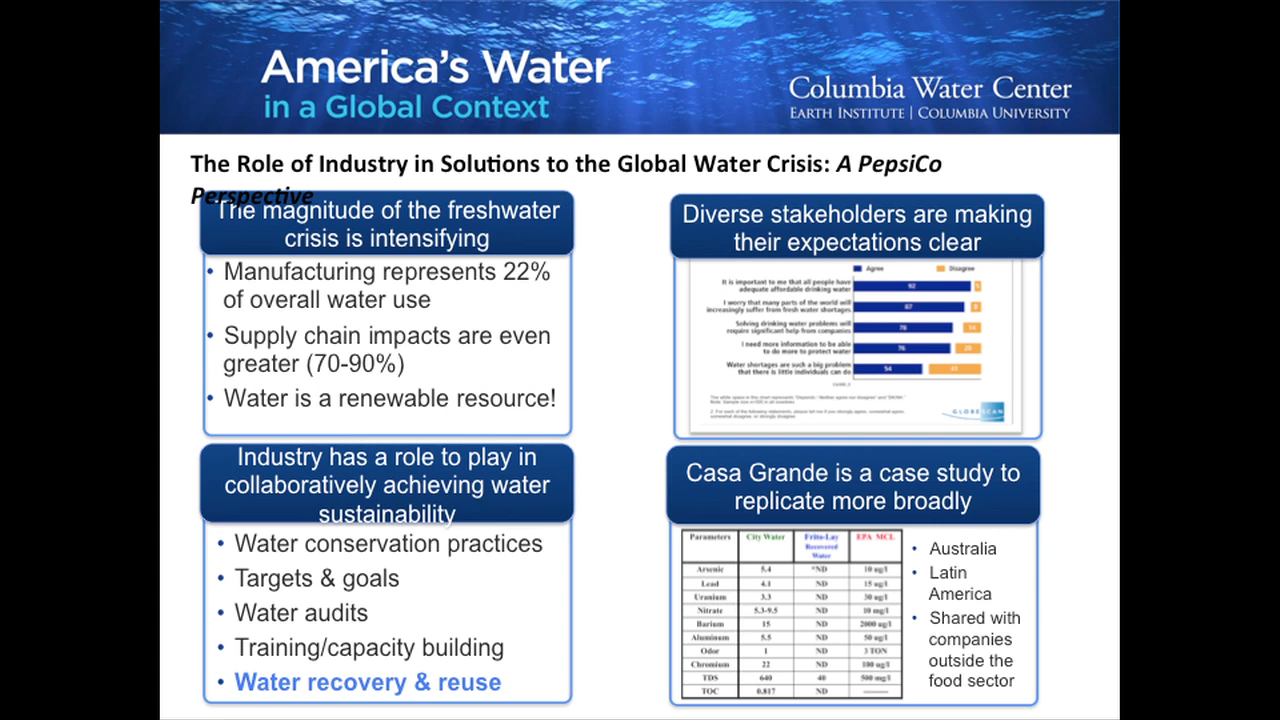 America's Water
in a Global Context
Columbia Water Center
EARTH INSTITUTE | COLUMBIA UNIVERSITY
The Role of Industry in Solutions to the Global Water Crisis: A PepsiCo
Perspective
The magnitude of the freshwater
crisis is intensifying
• Manufacturing represents 22%
of overall water use
• Supply chain impacts are even
greater (70-90%)
• Water is a renewable resource!
Diverse stakeholders are making
their expectations clear
Agree Disagree
It is important to me that all people have
adequate affordable drinking water
92
I worry that many parts of the world will
increasingly suffer from fresh water shortages
87
Solving drinking water problems will
require significant help from companies
78
I need more information to be able
to do more to protect water
76 20
Water shortages are such a big problem
that there is little individuals can do
54
GLOBESCAN
Industry has a role to play in
collaboratively achieving water
sustainability
• Water conservation practices
• Targets & goals
• Water audits
• Training/capacity building
• Water recovery & reuse
Casa Grande is a case study to
replicate more broadly
Parameters City Water Frito-Lay Recovered Water EPA MCL
Arsenic 5.4 *ND 10 ug/l
Lead 4.1 ND 15 ug/l
Uranium 3.3 ND 30 ug/l
Nitrate 5.3-9.5 ND 10 mg/l
Barium 15 ND 2000 ug/l
Aluminum 5.5 ND 50 ug/l
Odor 1 ND 3 TON
Chromium 22 ND 100 ug/l
TDS 640 40 500 mg/l
TOC 0.817 ND ———
• Australia
• Latin
America
• Shared with
companies
outside the
food sector